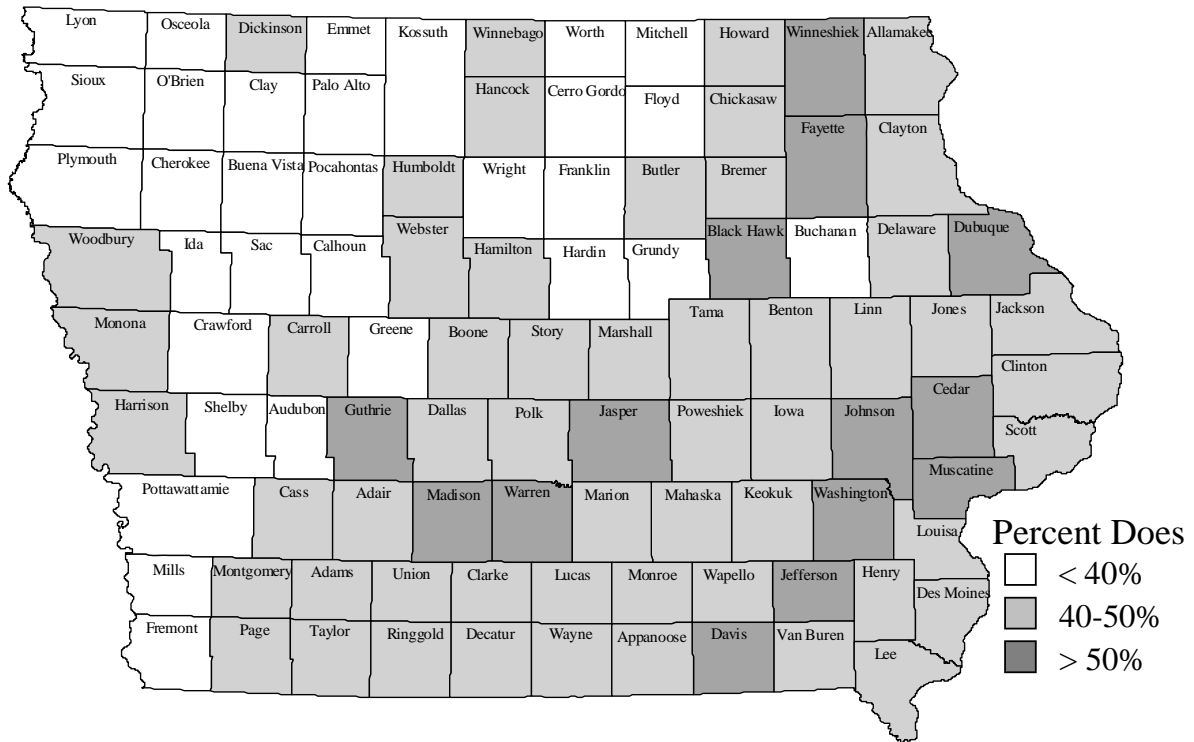 Lyon Osceola Dickinson Emmet Kossuth Winnebago Worth Mitchell Howard Winneshiek Allamakee
Sioux O'Brien Clay Palo Alto Hancock Cerro Gordo Floyd Chickasaw
Fayette Clayton
Plymouth Cherokee Buena Vista Pocahontas Humboldt Wright Franklin Butler Bremer
Woodbury Ida Sac Calhoun Webster Hamilton Hardin Grundy Black Hawk Buchanan Delaware Dubuque
Monona Crawford Carroll Greene Boone Story Marshall Tama Benton Linn Jones Jackson
Clinton
Harrison Shelby Audubon Guthrie Dallas Polk Jasper Poweshiek Iowa Johnson Cedar
Scott
Muscatine
Pottawattamie Cass Adair Madison Warren Marion Mahaska Keokuk Washington
Louisa
Percent Does
Mills Montgomery Adams Union Clarke Lucas Monroe Wapello Jefferson Henry
< 40%
Des Moines
40-50%
Fremont Page Taylor Ringgold Decatur Wayne Appanoose Davis Van Buren
Lee
> 50%